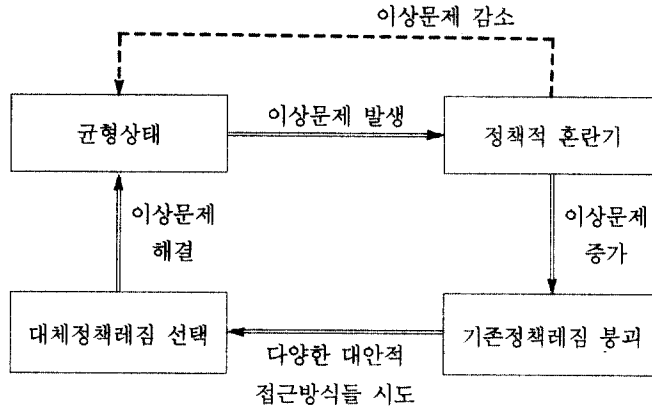 이상문제 감소
균형상태
이상문제 발생
정책적 혼란기
이상문제
해결
이상문제
증가
대체정책레짐 선택
다양한 대안적
접근방식들 시도
기존정책레짐 붕괴